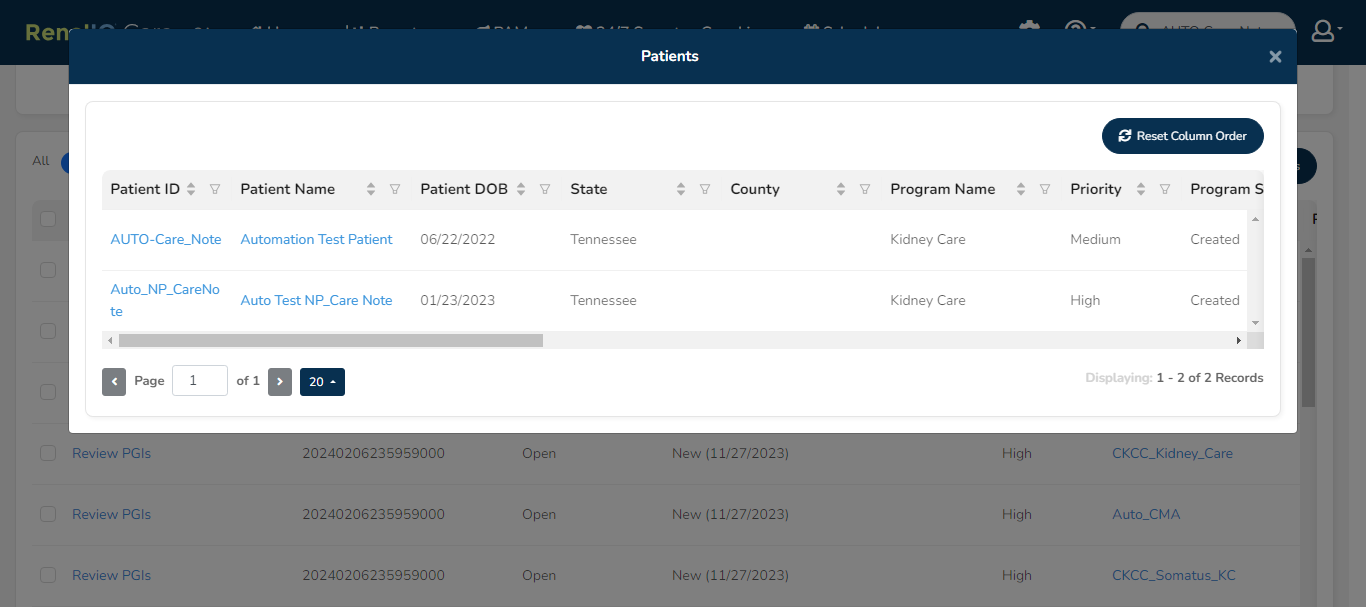 Patients
×
Reset Column Order
Patient ID Patient Name Patient DOB State County Program Name Priority Program S
AUTO-Care_Note Automation Test Patient 06/22/2022 Tennessee Kidney Care Medium Created
Auto_NP_CareNo
te Auto Test NP_Care Note 01/23/2023 Tennessee Kidney Care High Created
Page 1 of 1 20 Displaying: 1 - 2 of 2 Records
All
Review PGIs 20240206235959000 Open New (11/27/2023) High CKCC_Kidney_Care
Review PGIs 20240206235959000 Open New (11/27/2023) High Auto_CMA
Review PGIs 20240206235959000 Open New (11/27/2023) High CKCC_Somatus_KC